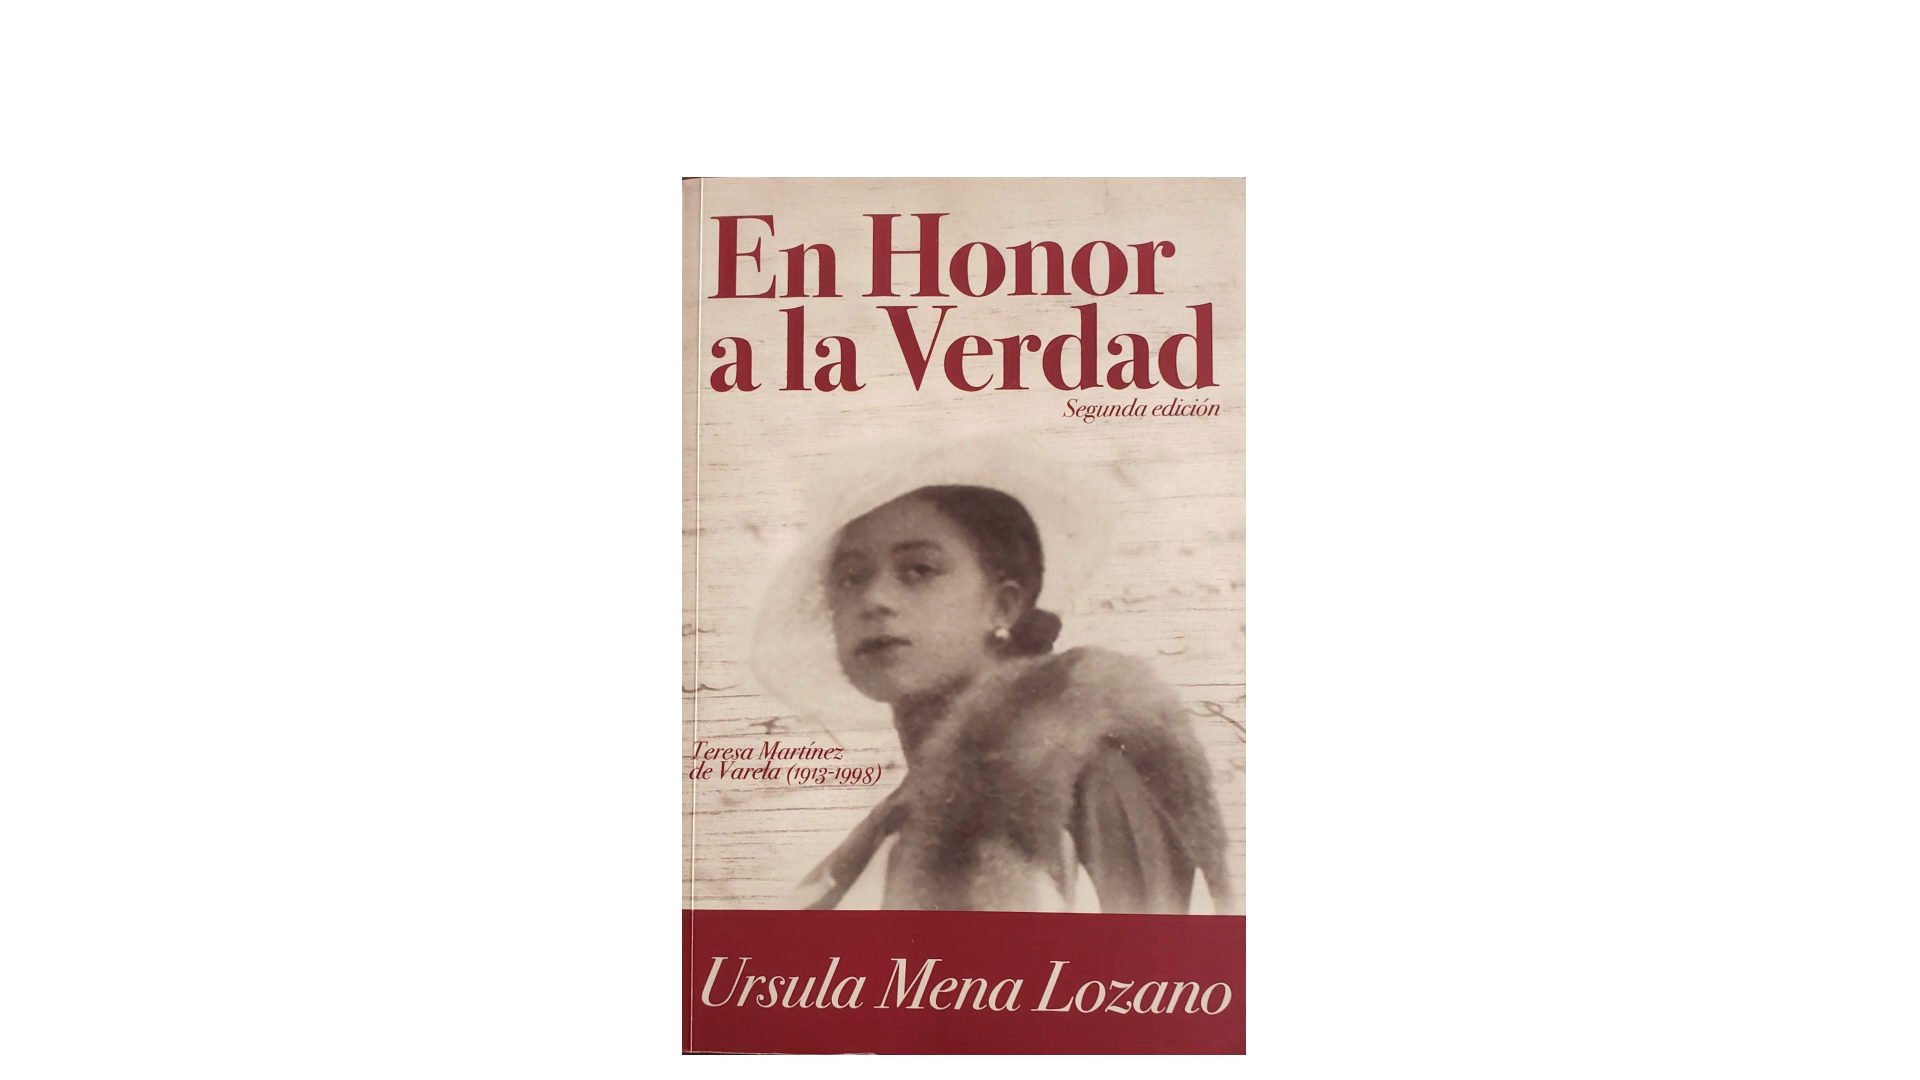 En Honor
a la Verdad
Segunda edición
Teresa Martínez
de Varela (1913-1998)
Ursula Mena Lozano